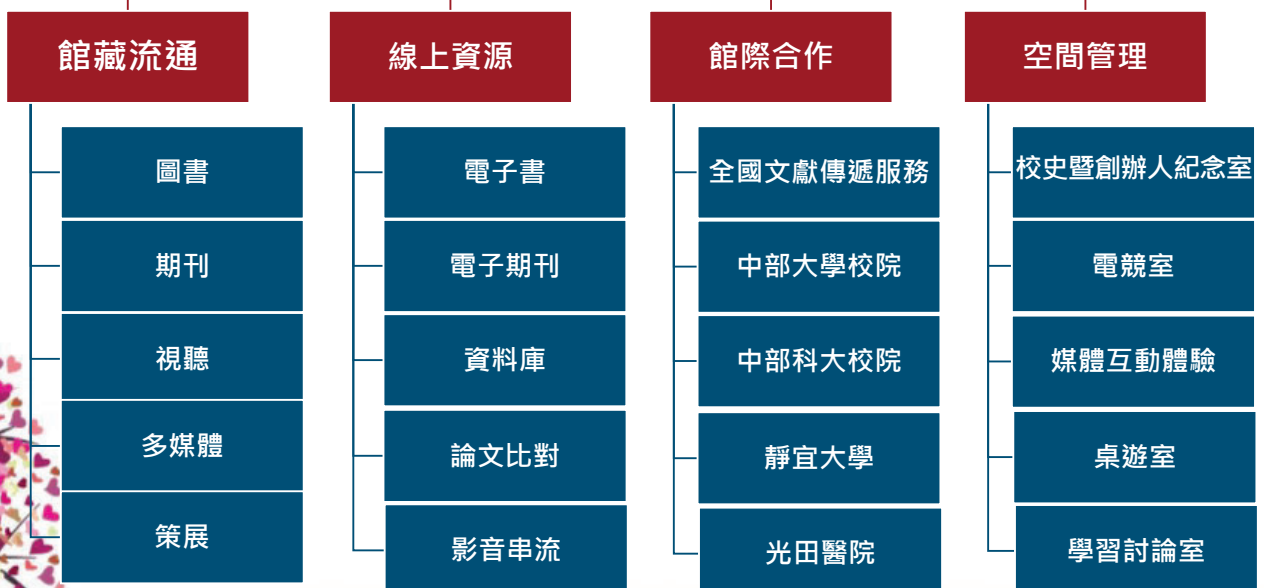 館藏流通
圖書
期刊
視聽
多媒體
策展
線上資源
電子書
電子期刊
資料庫
論文比對
影音串流
館際合作
全國文獻傳遞服務
中部大學校院
中部科大校院
靜宜大學
光田醫院
空間管理
校史暨創辦人紀念室
電競室
媒體互動體驗
桌遊室
學習討論室